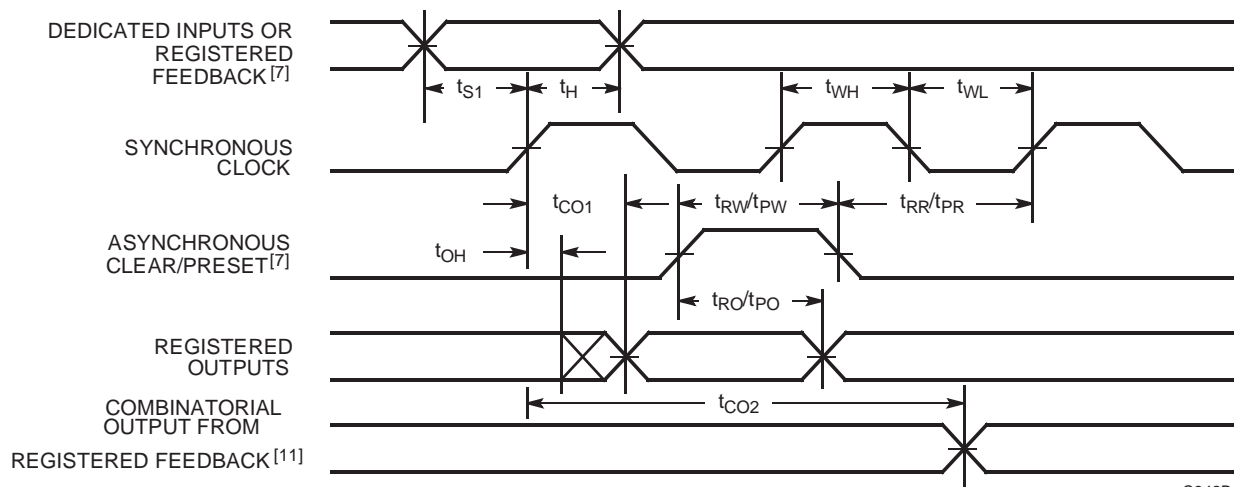 DEDICATED INPUTS OR
REGISTERED
FEEDBACK[7]
tS1
tH
tWH
tWL
SYNCHRONOUS
CLOCK
tCO1
tRW/tPW
tRR/tPR
ASYNCHRONOUS
CLEAR/PRESET[7]
tOH
tRO/tPO
REGISTERED
OUTPUTS
tCO2
COMBINATORIAL
OUTPUT FROM
REGISTERED FEEDBACK[11]